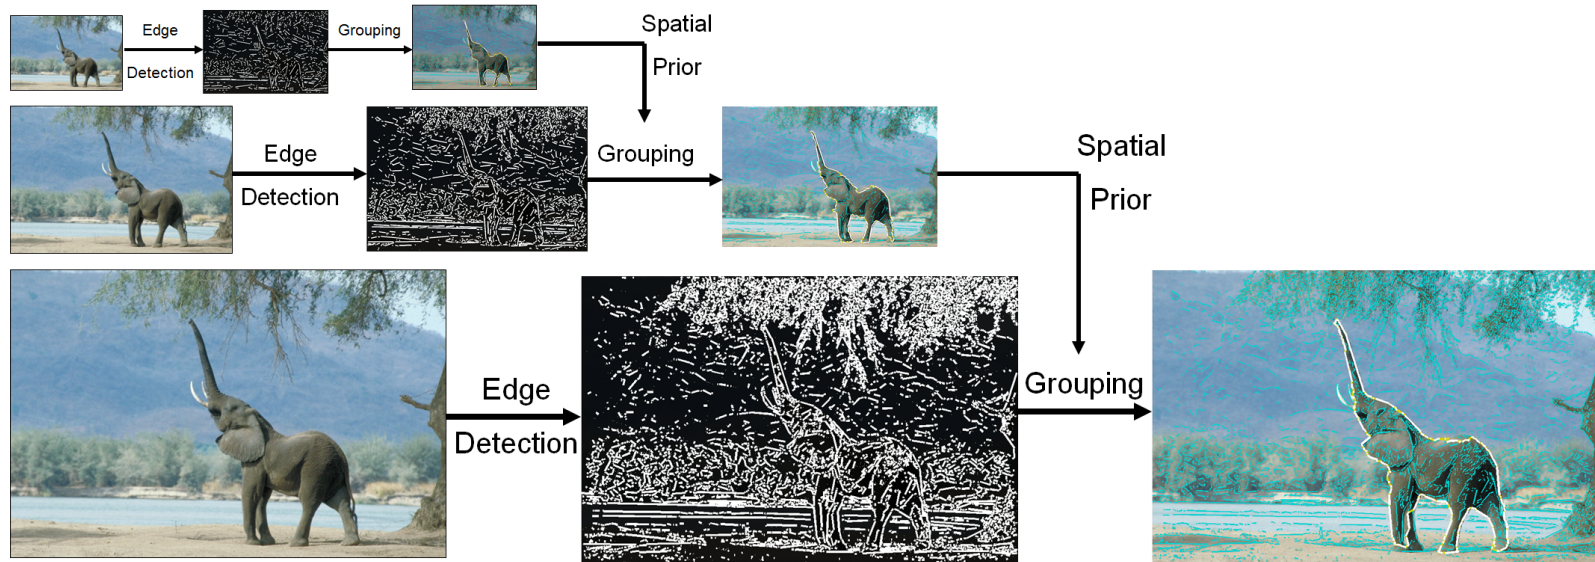 Edge
Detection
Grouping
Spatial
Prior
Edge
Detection
Grouping
Spatial
Prior
Edge
Detection
Grouping